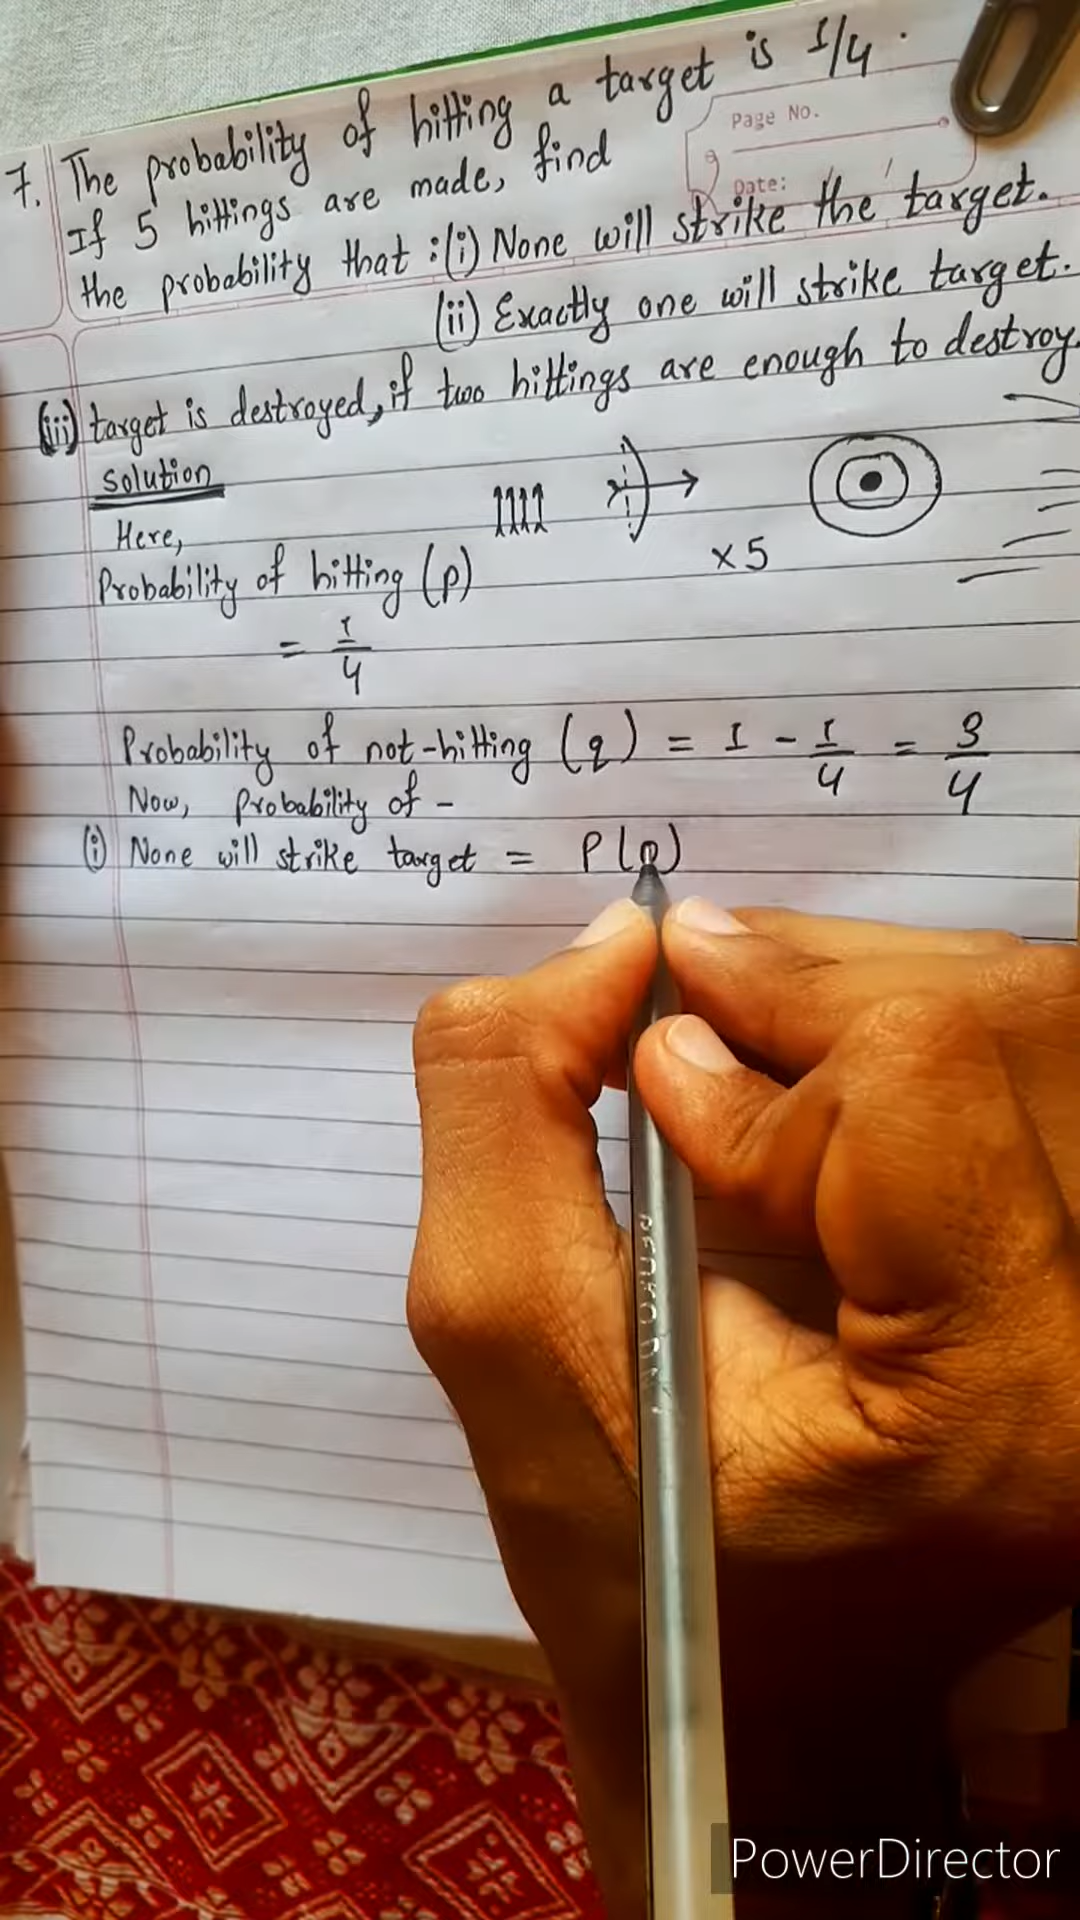 7. The probability of hitting a target is 1/4.
Page No.
If 5 hittings are made, find
Date:
the probability that :(i) None will strike the target.
(ii) Exactly one will strike target.
(iii) target is destroyed, if two hittings are enough to destroy.
solution
Here,
×5
Probability of hitting (p)
= 1/4
Probability of not-hitting (q) = 1 - 1/4 = 3/4
Now, Probability of -
(i) None will strike target = P(0)
PowerDirector